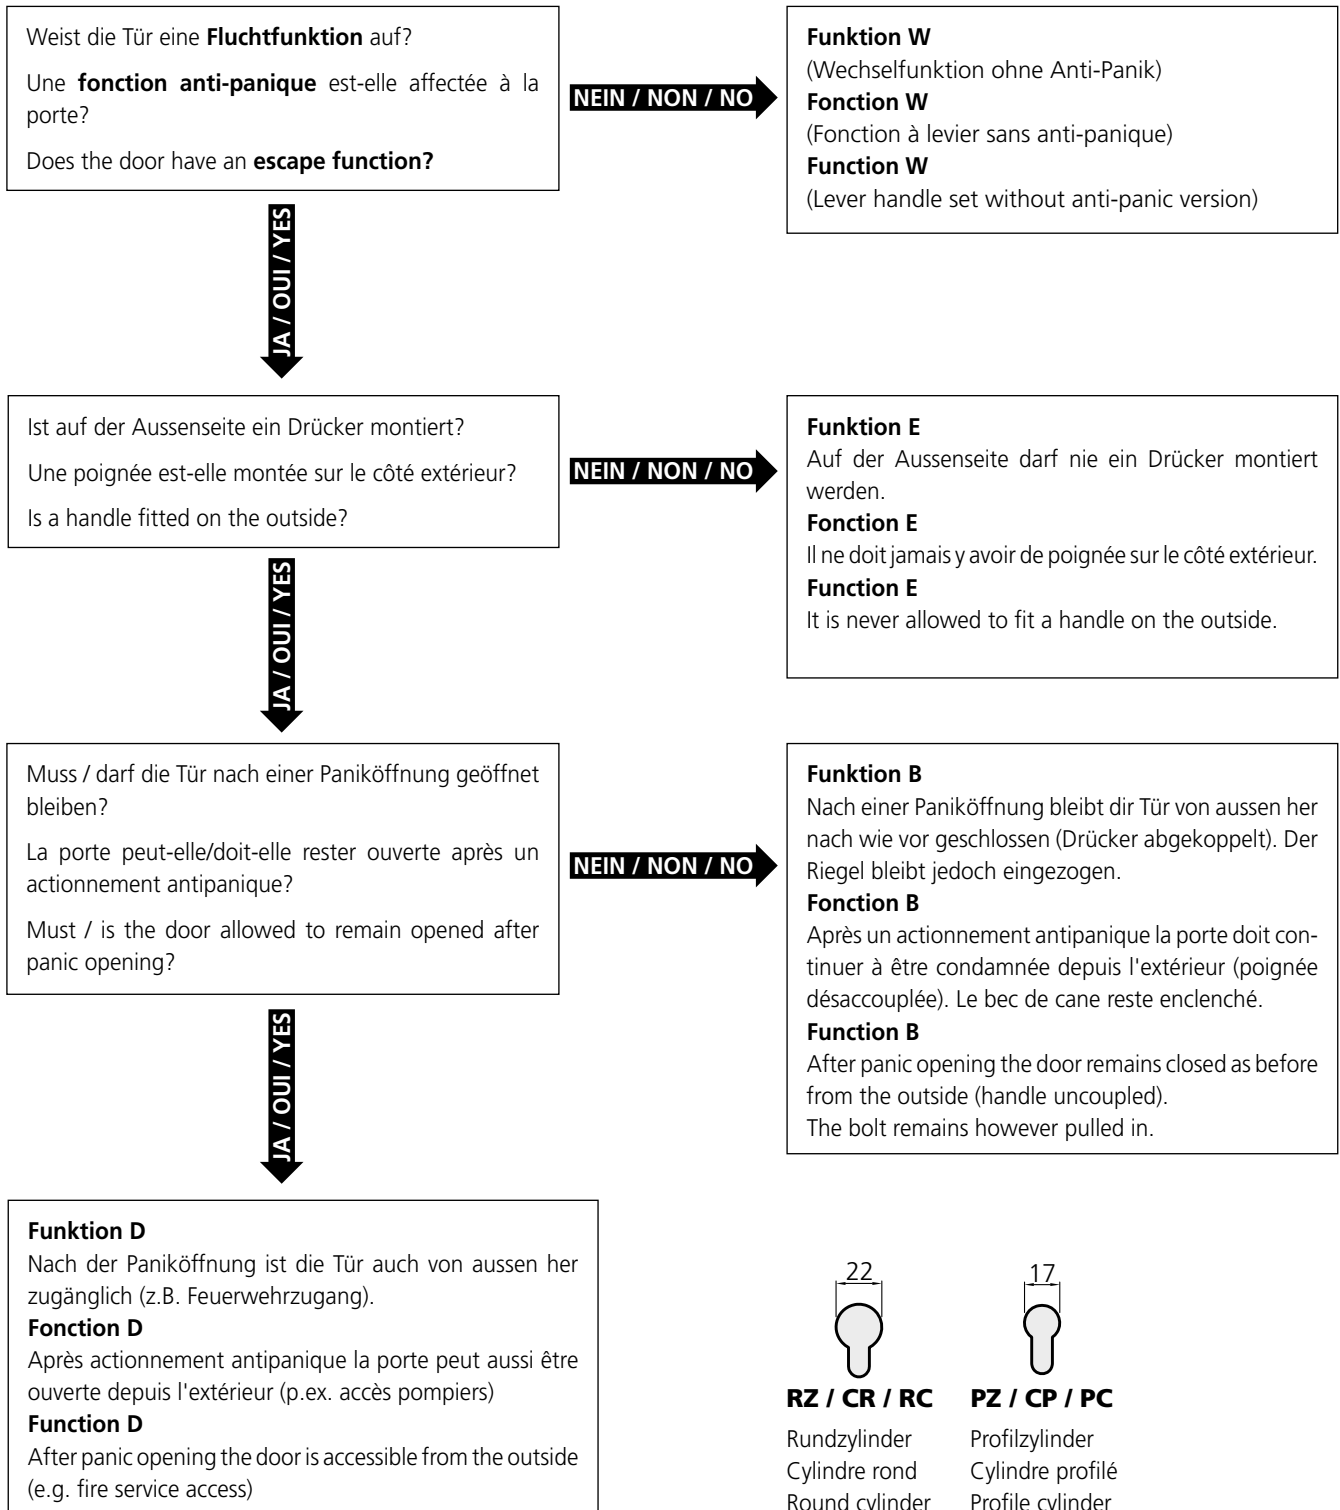 Weist die Tür eine Fluchtfunktion auf?
Une fonction anti-panique est-elle affectée à la
porte?
Does the door have an escape function?
NEIN / NON / NO
Funktion W
(Wechselfunktion ohne Anti-Panik)
Fonction W
(Fonction à levier sans anti-panique)
Function W
(Lever handle set without anti-panic version)
JA / OUI / YES
Ist auf der Aussenseite ein Drücker montiert?
Une poignée est-elle montée sur le côté extérieur?
Is a handle fitted on the outside?
NEIN / NON / NO
Funktion E
Auf der Aussenseite darf nie ein Drücker montiert
werden.
Fonction E
Il ne doit jamais y avoir de poignée sur le côté extérieur.
Function E
It is never allowed to fit a handle on the outside.
JA / OUI / YES
Muss / darf die Tür nach einer Paniköffnung geöffnet
bleiben?
La porte peut-elle/doit-elle rester ouverte après un
actionnement antipanique?
Must / is the door allowed to remain opened after
panic opening?
NEIN / NON / NO
Funktion B
Nach einer Paniköffnung bleibt dir Tür von aussen her
nach wie vor geschlossen (Drücker abgekoppelt). Der
Riegel bleibt jedoch eingezogen.
Fonction B
Après un actionnement antipanique la porte doit con-
tinuer à être condamnée depuis l'extérieur (poignée
désaccouplée). Le bec de cane reste enclenché.
Function B
After panic opening the door remains closed as before
from the outside (handle uncoupled).
The bolt remains however pulled in.
JA / OUI / YES
Funktion D
Nach der Paniköffnung ist die Tür auch von aussen her
zugänglich (z.B. Feuerwehrzugang).
Fonction D
Après actionnement antipanique la porte peut aussi être
ouverte depuis l'extérieur (p.ex. accès pompiers)
Function D
After panic opening the door is accessible from the outside
(e.g. fire service access)
22
RZ / CR / RC
Rundzylinder
Cylindre rond
Round cylinder
17
PZ / CP / PC
Profilzylinder
Cylindre profilé
Profile cylinder